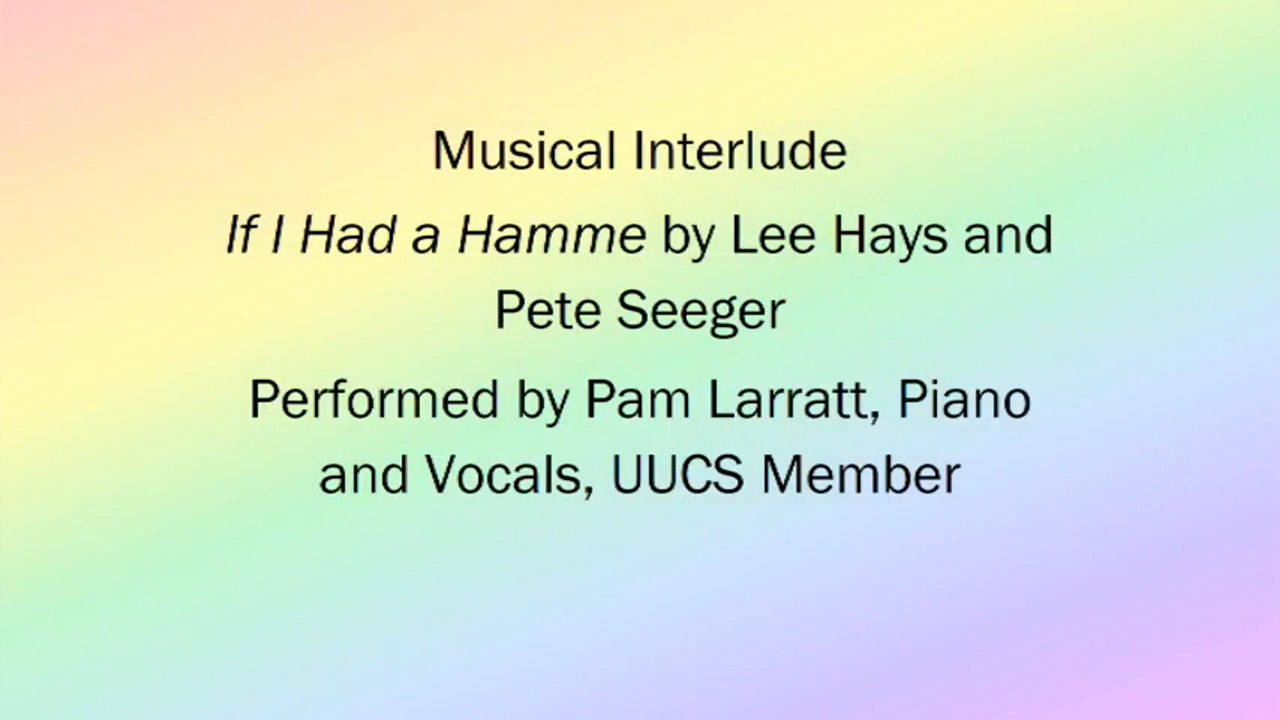 Musical Interlude
If I Had a Hamme by Lee Hays and
Pete Seeger
Performed by Pam Larratt, Piano
and Vocals, UUCS Member